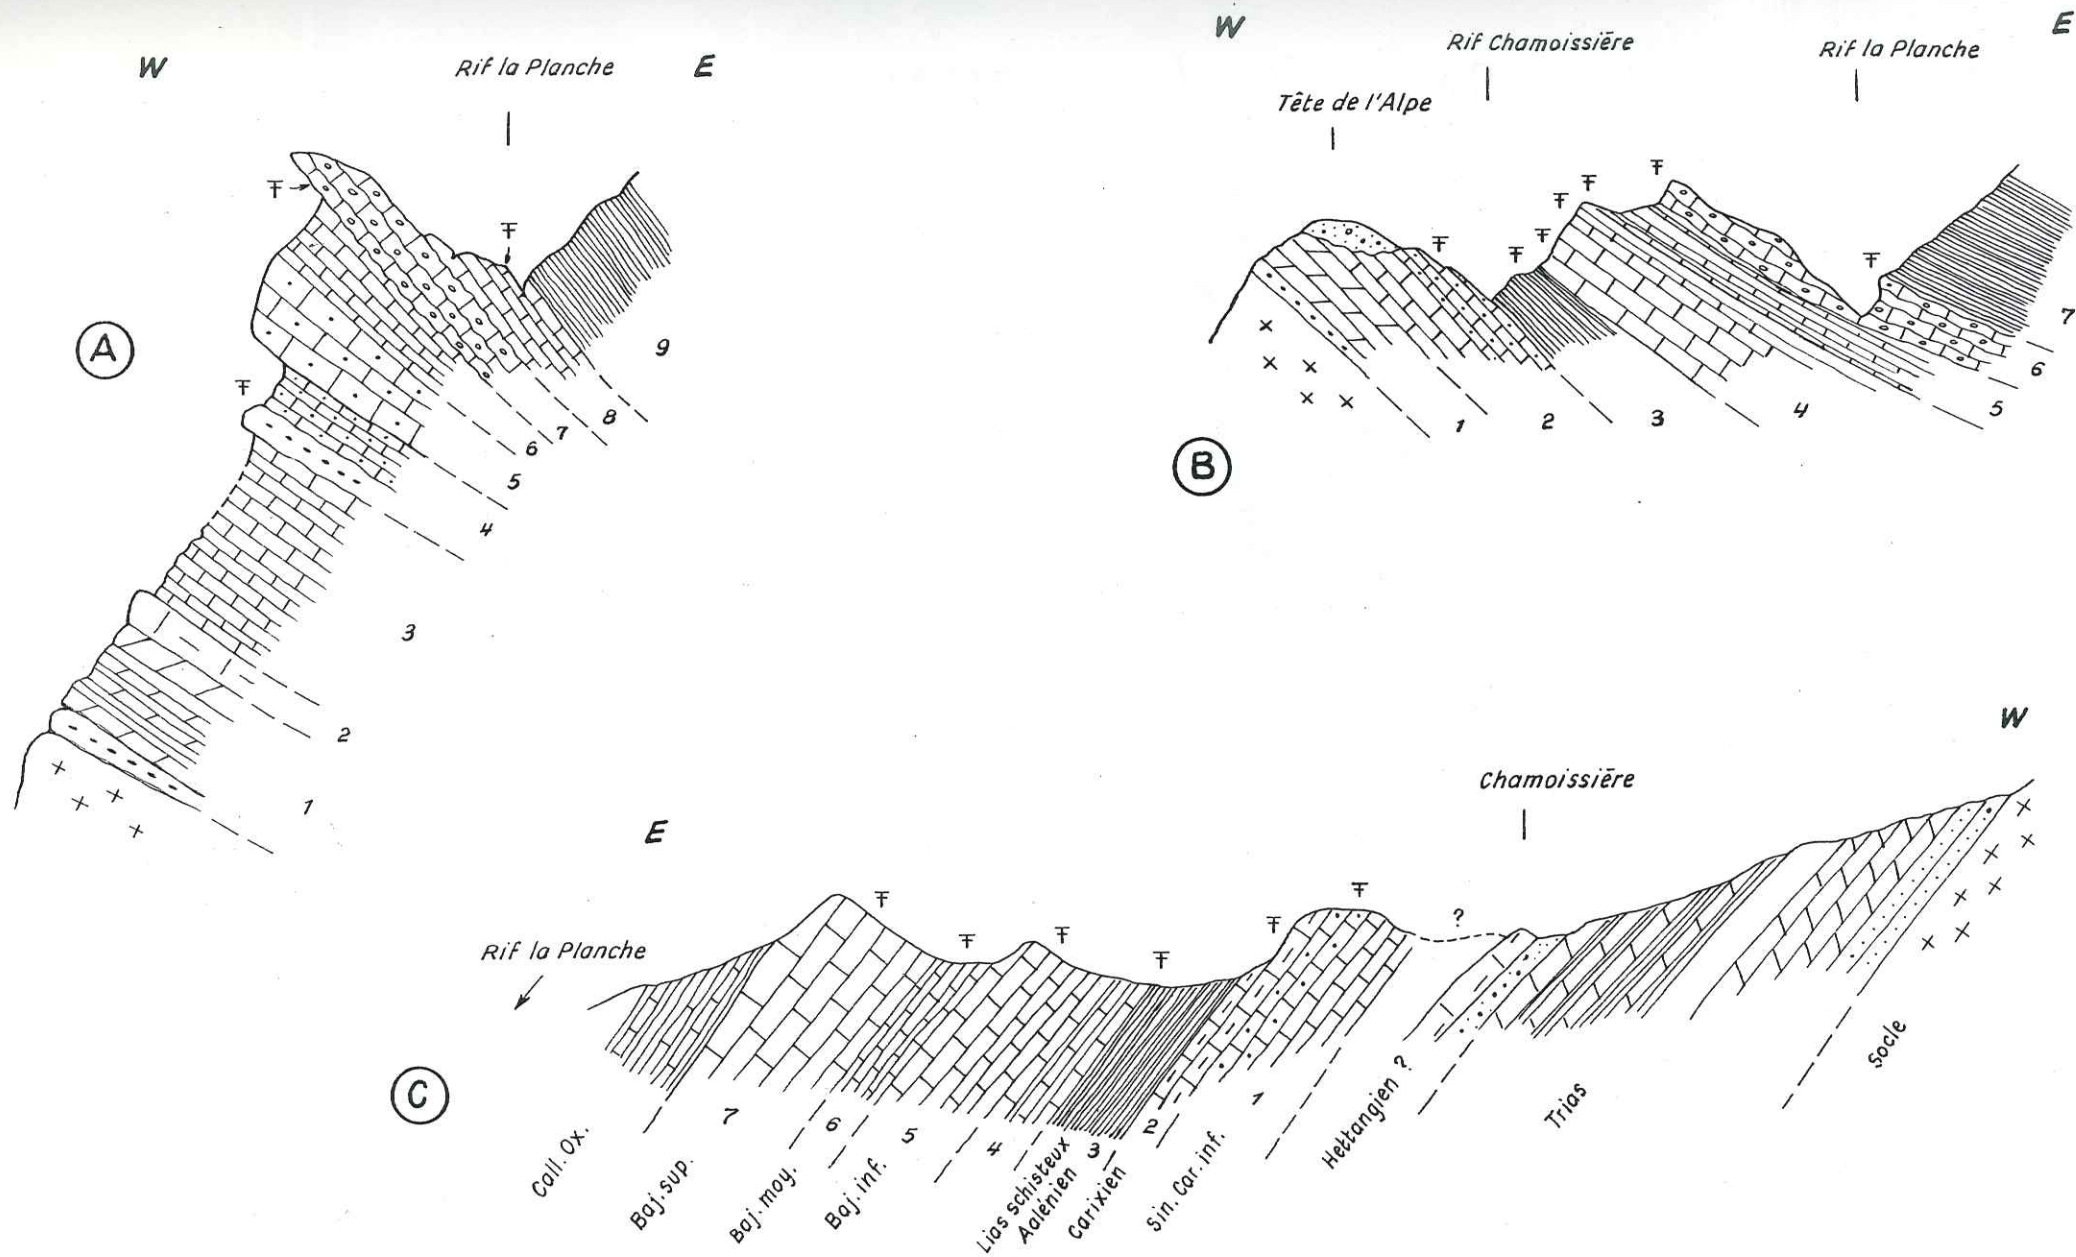 W
Rif la Planche
E
A
9
8
7
6
5
4
3
2
1
W
E
Rif Chamoissière
Rif la Planche
Tête de l'Alpe
B
1
2
3
4
5
6
7
W
Chamoissière
E
Rif la Planche
?
C
7
6
5
4
3
2
1
Call. Ox.
Baj. sup.
Baj. moy.
Baj. inf.
Lias schisteux
Aalénien
Carixien
Sin. Car. inf.
Hettangien ?
Trias
Socle